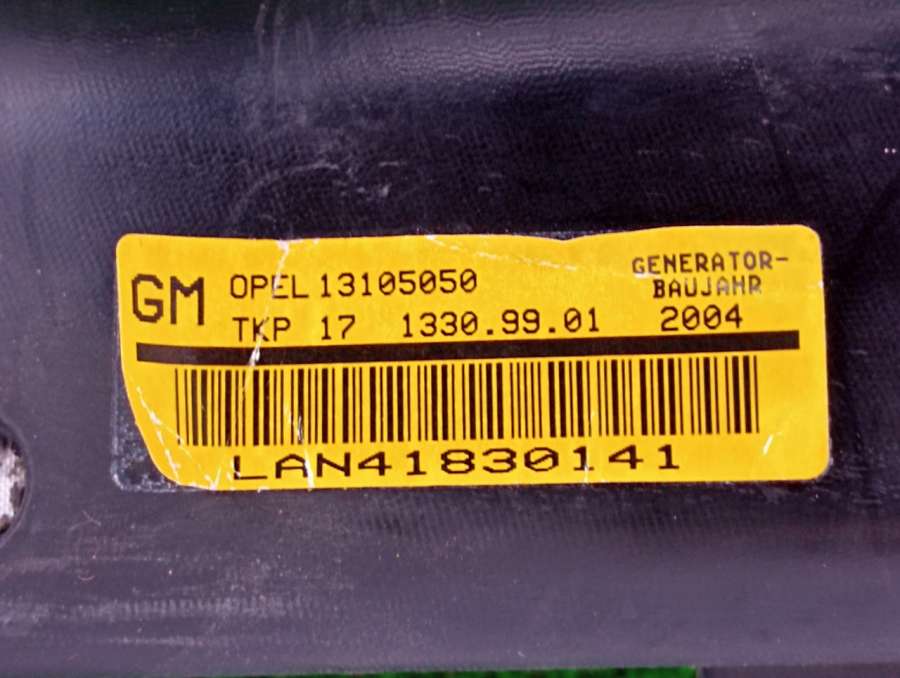 GM OPEL 13105050 GENERATOR-
BAUJAHR
TKP 17 1330.99.01 2004
LAN41830141